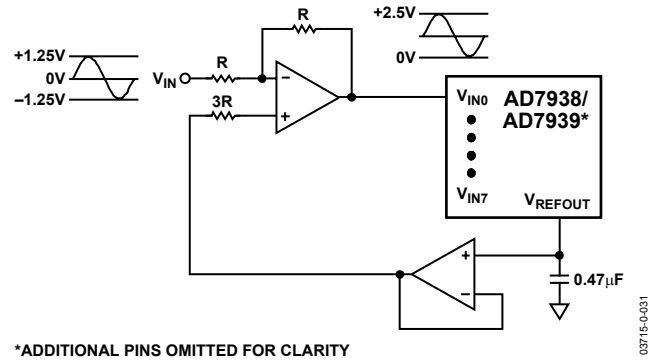 +2.5V
0V
R
+1.25V
0V
–1.25V
VIN
R
3R
–
+
VIN0
AD7938/
AD7939*
VIN7
VREFOUT
+
–
0.47µF
*ADDITIONAL PINS OMITTED FOR CLARITY
03715-0-031